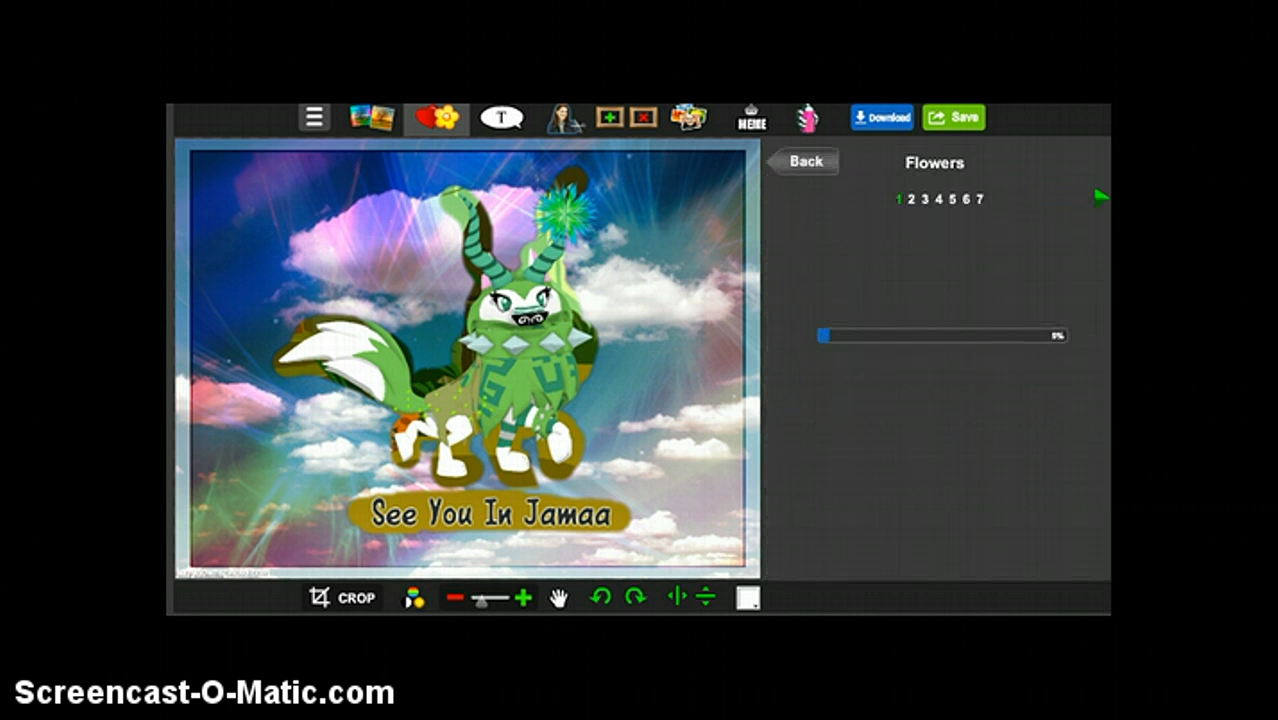 T
MEME
Download
Save
Back
Flowers
1 2 3 4 5 6 7
See You In Jamaa
CROP
Screencast-O-Matic.com